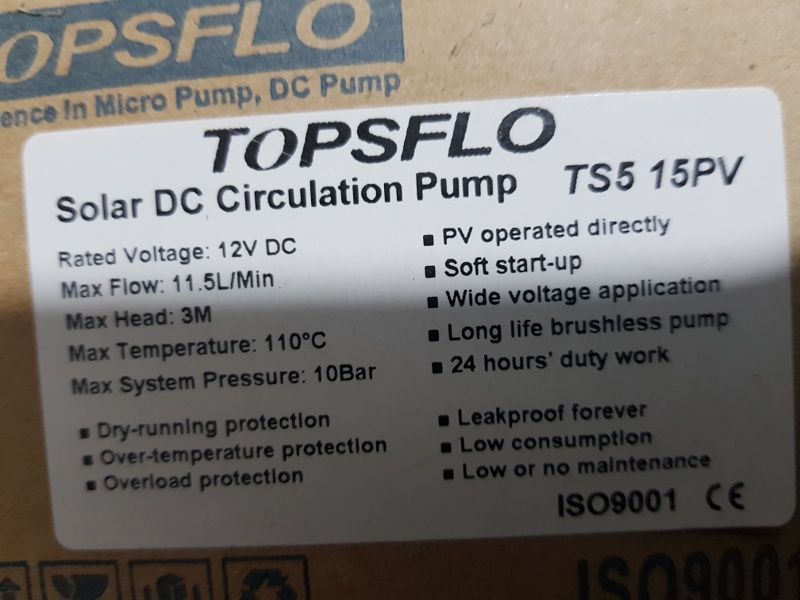 OPSFLO
ence In Micro Pump, DC Pump
TOPSFLO
Solar DC Circulation Pump TS5 15PV
Rated Voltage: 12V DC
Max Flow: 11.5L/Min
Max Head: 3M
Max Temperature: 110°C
Max System Pressure: 10Bar
■ PV operated directly
■ Soft start-up
■ Wide voltage application
■ Long life brushless pump
■ 24 hours' duty work
■ Dry-running protection
■ Over-temperature protection
■ Overload protection
■ Leakproof forever
■ Low consumption
■ Low or no maintenance
ISO9001 CE
ISO9001